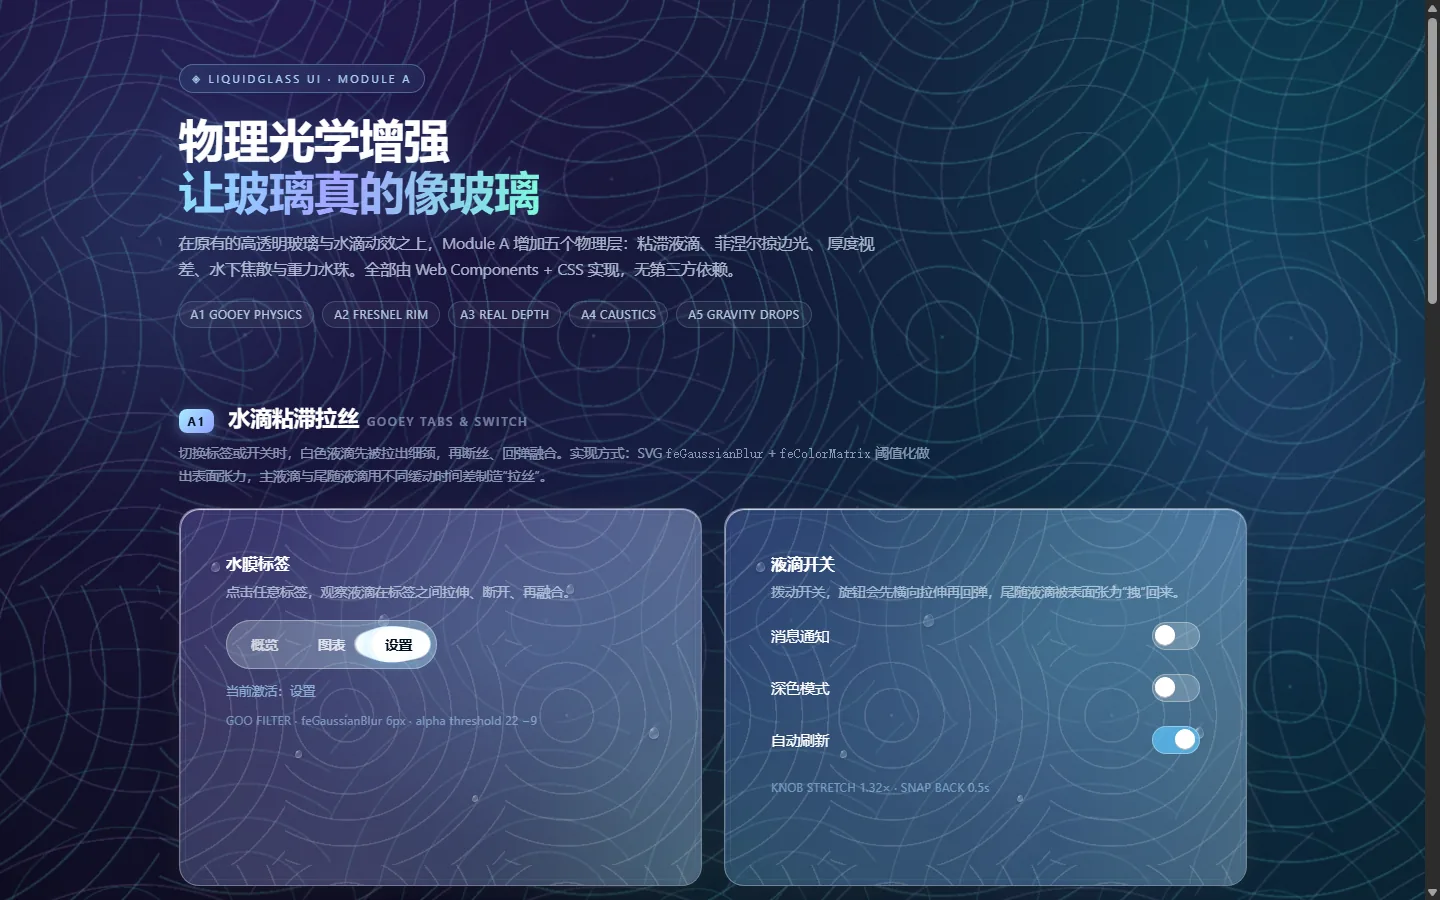 ◈ LIQUIDGLASS UI · MODULE A
物理光学增强
让玻璃真的像玻璃
在原有的高透明玻璃与水滴动效之上，Module A 增加五个物理层：粘滞液滴、菲涅尔掠边光、 厚度视
差、水下焦散与重力水珠。全部由 Web Components + CSS 实现，无第三方依赖。
A1 GOOEY PHYSICS A2 FRESNEL RIM A3 REAL DEPTH A4 CAUSTICS A5 GRAVITY DROPS
A1 水滴粘滞拉丝 GOOEY TABS & SWITCH
切换标签或开关时，白色液滴先被拉出细颈，再断丝、回弹融合。实现方式：SVG feGaussianBlur + feColorMatrix 阈值化做
出表面张力，主液滴与尾随液滴用不同缓动时间差制造“拉丝”。
水膜标签
点击任意标签，观察液滴在标签之间拉伸、断开、再融合。
概览 图表 设置
当前激活：设置
GOO FILTER · feGaussianBlur 6px · alpha threshold 22 −9
液滴开关
拨动开关，旋钮会先横向拉伸再回弹，尾随液滴被表面张力“拽”回来。
消息通知
深色模式
自动刷新
KNOB STRETCH 1.32× · SNAP BACK 0.5s